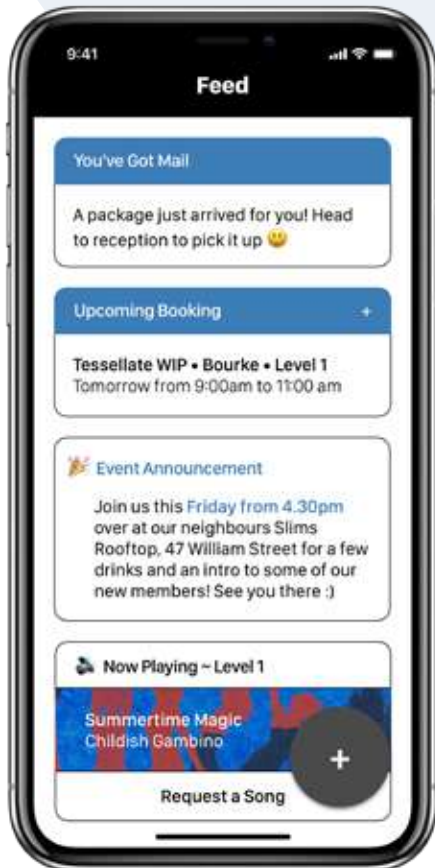 9:41
Feed
You've Got Mail
A package just arrived for you! Head
to reception to pick it up 😃
Upcoming Booking +
Tessellate WIP • Bourke • Level 1
Tomorrow from 9:00am to 11:00 am
🎉 Event Announcement
Join us this Friday from 4.30pm
over at our neighbours Slims
Rooftop, 47 William Street for a few
drinks and an intro to some of our
new members! See you there :)
🔊 Now Playing ~ Level 1
Summertime Magic
Childish Gambino
+
Request a Song